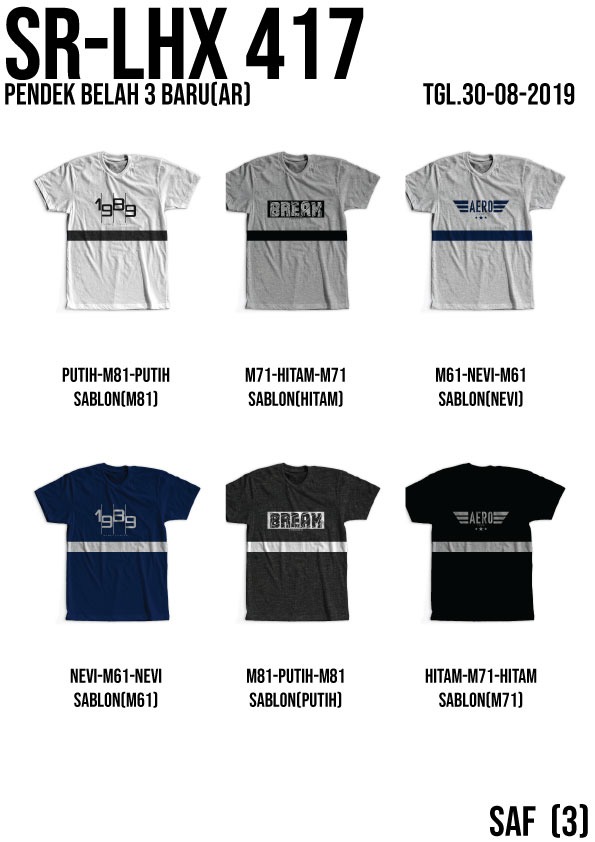 SR-LHX 417
PENDEK BELAH 3 BARU(AR)
TGL.30-08-2019
1989
BREAK
AERO
PUTIH-M81-PUTIH
SABLON(M81)
M71-HITAM-M71
SABLON(HITAM)
M61-NEVI-M61
SABLON(NEVI)
1989
BREAK
AERO
NEVI-M61-NEVI
SABLON(M61)
M81-PUTIH-M81
SABLON(PUTIH)
HITAM-M71-HITAM
SABLON(M71)
SAF (3)